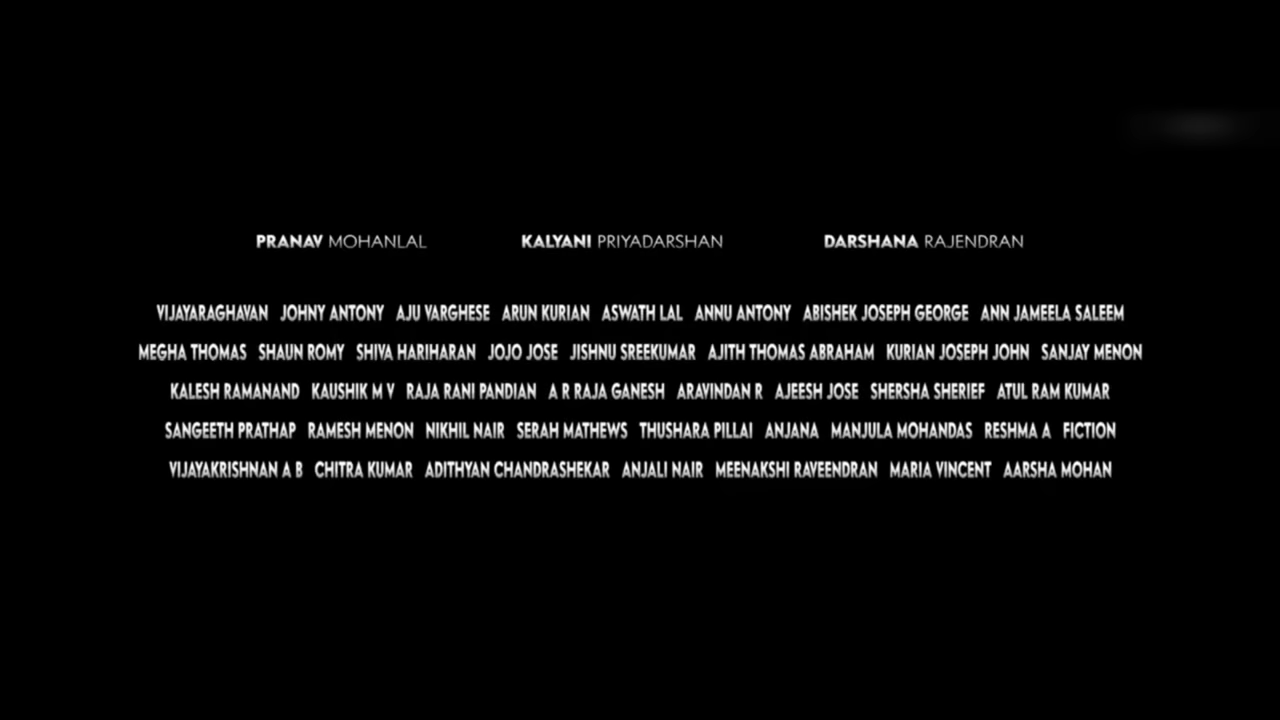 PRANAV MOHANLAL KALYANI PRIYADARSHAN DARSHANA RAJENDRAN
VIJAYARAGHAVAN JOHNY ANTONY AJU VARGHESE ARUN KURIAN ASWATH LAL ANNU ANTONY ABISHEK JOSEPH GEORGE ANN JAMEELA SALEEM
MEGHA THOMAS SHAUN ROMY SHIVA HARIHARAN JOJO JOSE JISHNU SREEKUMAR AJITH THOMAS ABRAHAM KURIAN JOSEPH JOHN SANJAY MENON
KALESH RAMANAND KAUSHIK M V RAJA RANI PANDIAN A R RAJA GANESH ARAVINDAN R AJEESH JOSE SHERSHA SHERIEF ATUL RAM KUMAR
SANGEETH PRATHAP RAMESH MENON NIKHIL NAIR SERAH MATHEWS THUSHARA PILLAI ANJANA MANJULA MOHANDAS RESHMA A FICTION
VIJAYAKRISHNAN A B CHITRA KUMAR ADITHYAN CHANDRASHEKAR ANJALI NAIR MEENAKSHI RAVEENDRAN MARIA VINCENT AARSHA MOHAN